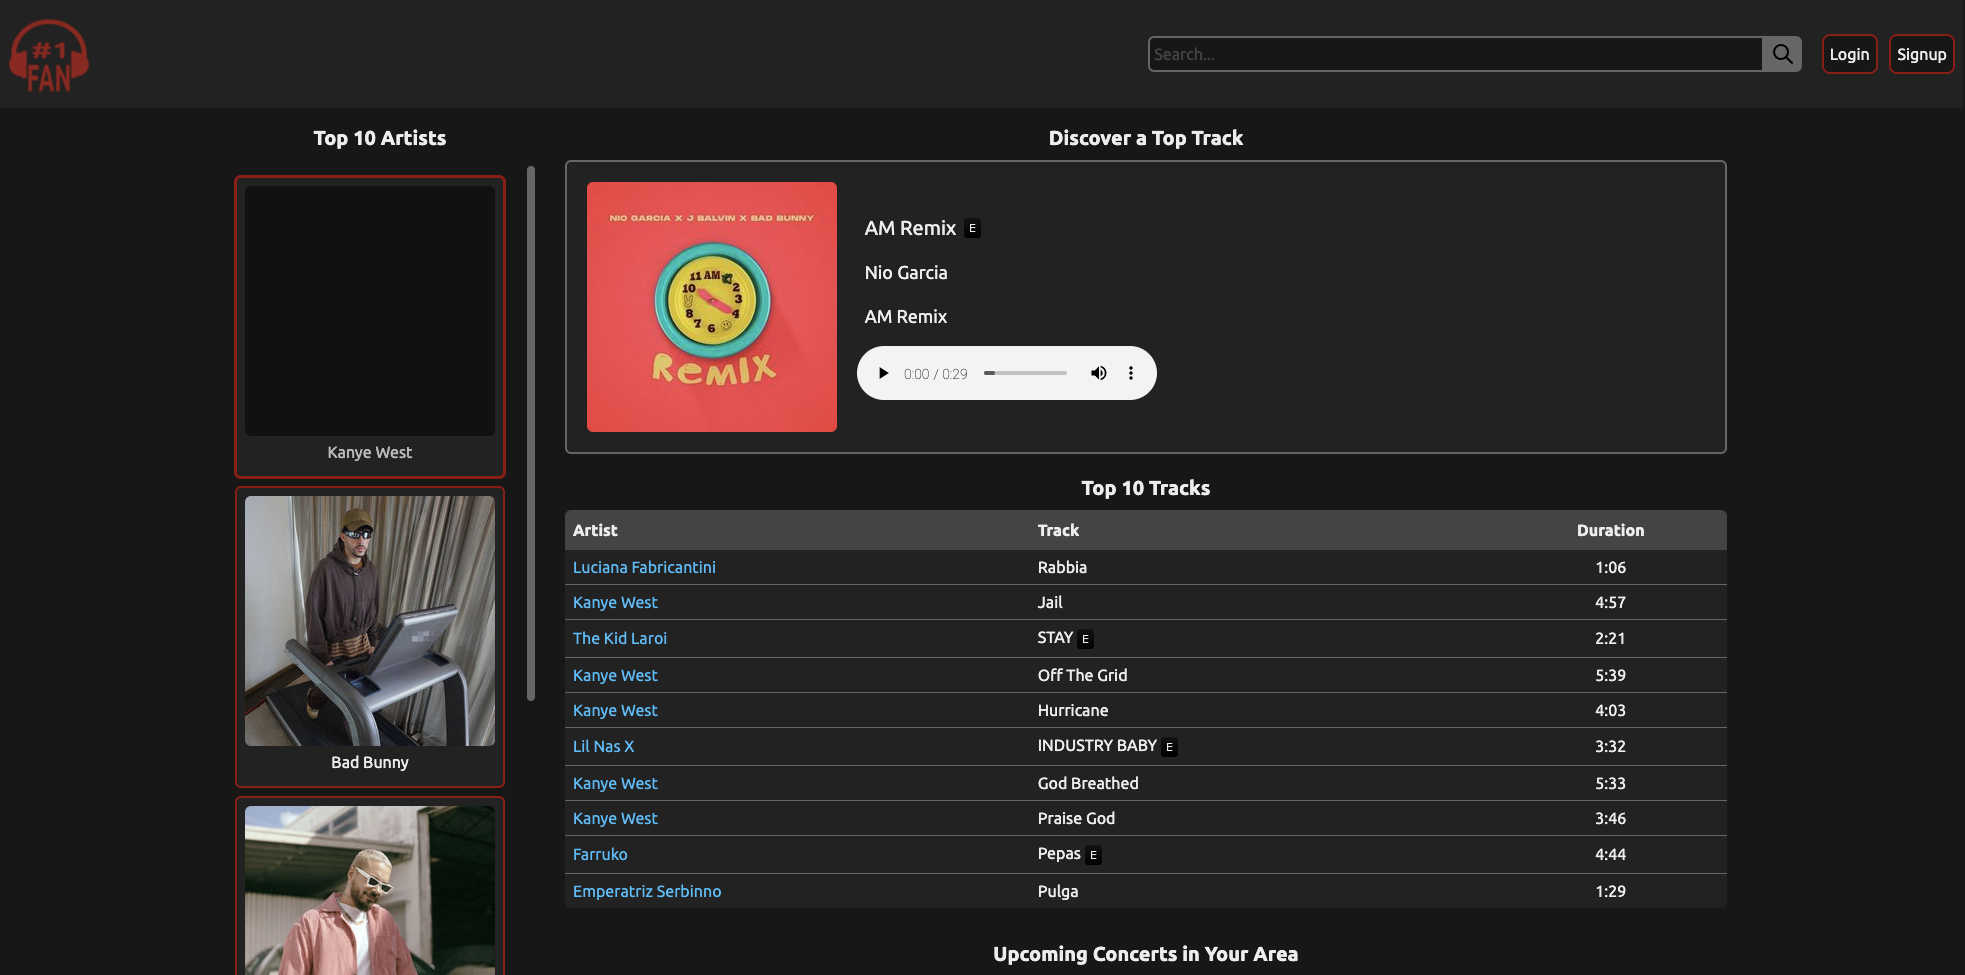 #1
FAN
Search...
Login
Signup
Top 10 Artists
Kanye West
Bad Bunny
Discover a Top Track
NIO GARCIA X J BALVIN X BAD BUNNY
11 AM
2
10
3
8
4
7
6
REMIX
AM Remix E
Nio Garcia
AM Remix
0:00 / 0:29
Top 10 Tracks
Artist Track Duration
Luciana Fabricantini Rabbia 1:06
Kanye West Jail 4:57
The Kid Laroi STAY E 2:21
Kanye West Off The Grid 5:39
Kanye West Hurricane 4:03
Lil Nas X INDUSTRY BABY E 3:32
Kanye West God Breathed 5:33
Kanye West Praise God 3:46
Farruko Pepas E 4:44
Emperatriz Serbinno Pulga 1:29
Upcoming Concerts in Your Area